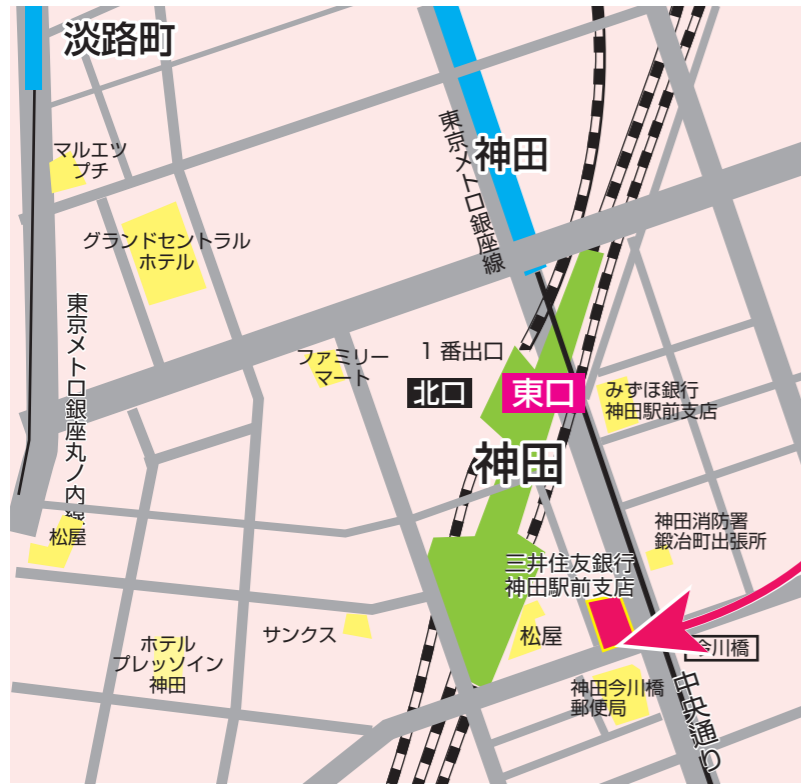 淡路町
マルエツ
プチ
神田
東京メトロ銀座線
グランドセントラル
ホテル
東京メトロ銀座丸ノ内線
1番出口
ファミリー
マート
北口
東口
みずほ銀行
神田駅前支店
神田
松屋
神田消防署
鍛冶町出張所
三井住友銀行
神田駅前支店
サンクス
松屋
今川橋
ホテル
プレッソイン
神田
神田今川橋
郵便局
中央通り